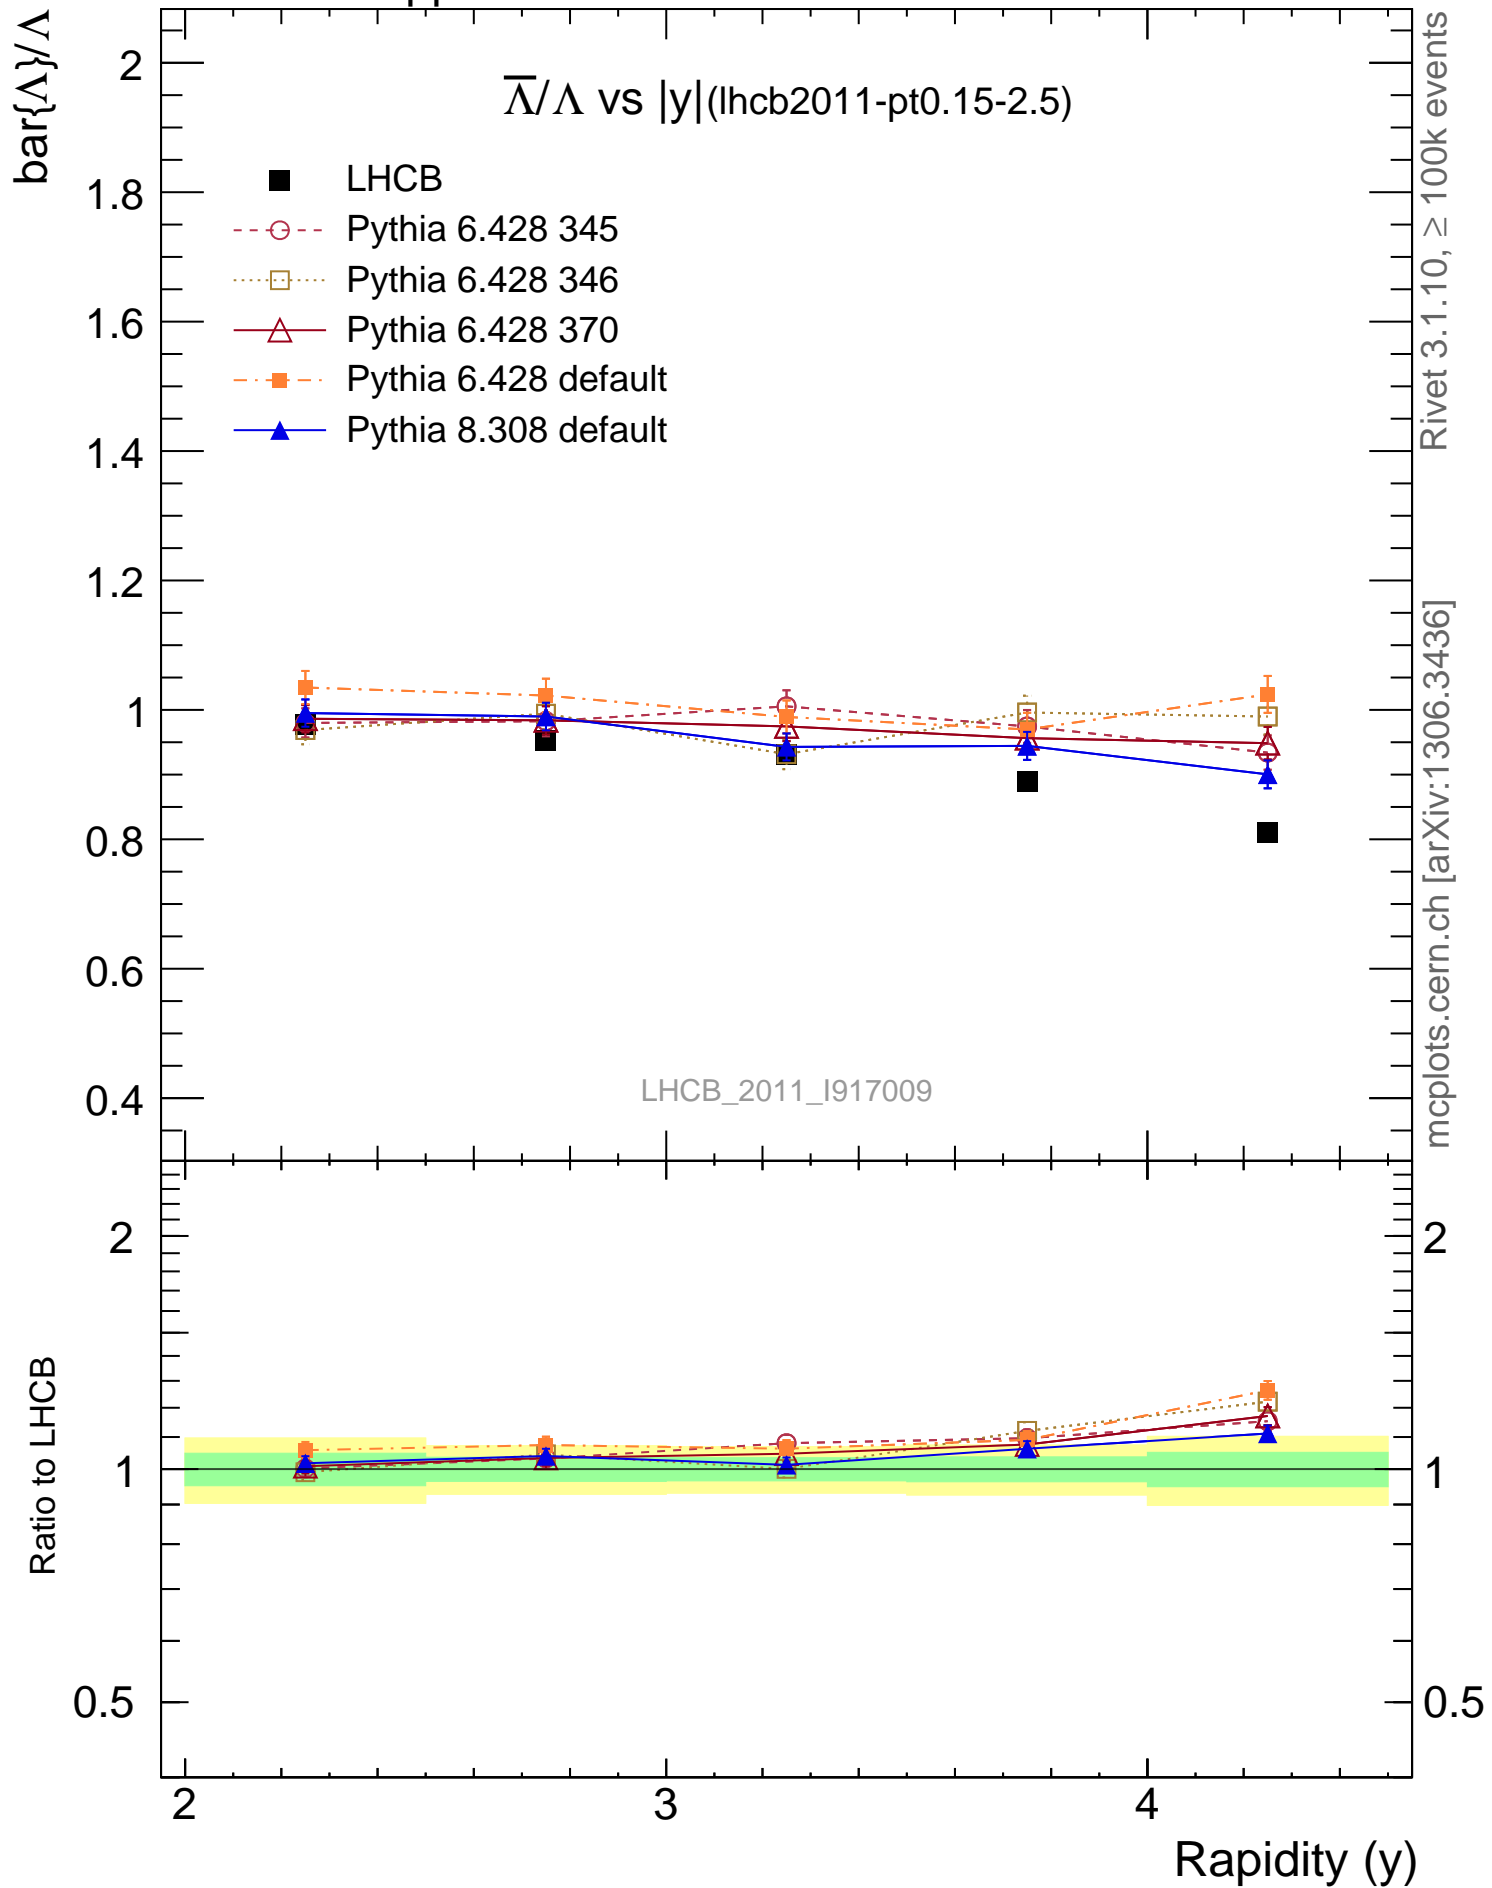 bar{Λ}/Λ
Λ̅/Λ vs |y|(lhcb2011-pt0.15-2.5)
LHCB
Pythia 6.428 345
Pythia 6.428 346
Pythia 6.428 370
Pythia 6.428 default
Pythia 8.308 default
2
1.8
1.6
1.4
1.2
1
0.8
0.6
0.4
LHCB_2011_I917009
Rivet 3.1.10, ≥ 100k events
mcplots.cern.ch [arXiv:1306.3436]
Ratio to LHCB
2
1
0.5
2
1
0.5
2
3
4
Rapidity (y)